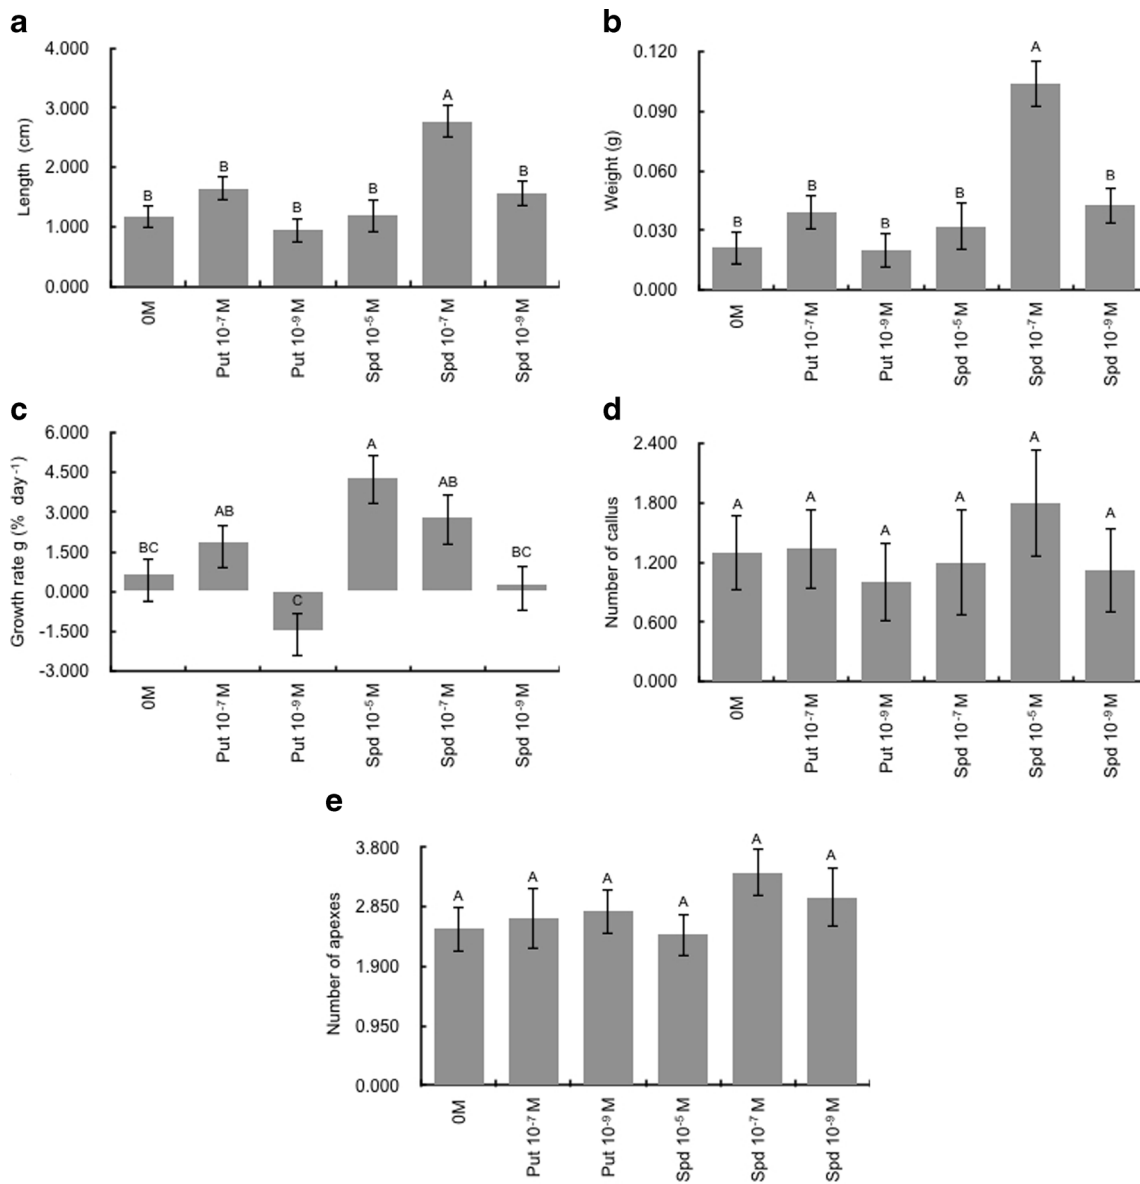 a
4.000
3.000
2.000
1.000
0.000
Length (cm)
B
B
B
B
A
B
0M
Put 10⁻⁷ M
Put 10⁻⁹ M
Spd 10⁻⁵ M
Spd 10⁻⁷ M
Spd 10⁻⁹ M
b
0.120
0.090
0.060
0.030
0.000
Weight (g)
B
B
B
B
A
B
0M
Put 10⁻⁷ M
Put 10⁻⁹ M
Spd 10⁻⁵ M
Spd 10⁻⁷ M
Spd 10⁻⁹ M
c
6.000
4.500
3.000
1.500
0.000
-1.500
-3.000
Growth rate g (% day⁻¹)
BC
AB
C
A
AB
BC
0M
Put 10⁻⁷ M
Put 10⁻⁹ M
Spd 10⁻⁵ M
Spd 10⁻⁷ M
Spd 10⁻⁹ M
d
2.400
1.800
1.200
0.600
0.000
Number of callus
A
A
A
A
A
A
0M
Put 10⁻⁷ M
Put 10⁻⁹ M
Spd 10⁻⁷ M
Spd 10⁻⁵ M
Spd 10⁻⁹ M
e
3.800
2.850
1.900
0.950
0.000
Number of apexes
A
A
A
A
A
A
0M
Put 10⁻⁷ M
Put 10⁻⁹ M
Spd 10⁻⁵ M
Spd 10⁻⁷ M
Spd 10⁻⁹ M